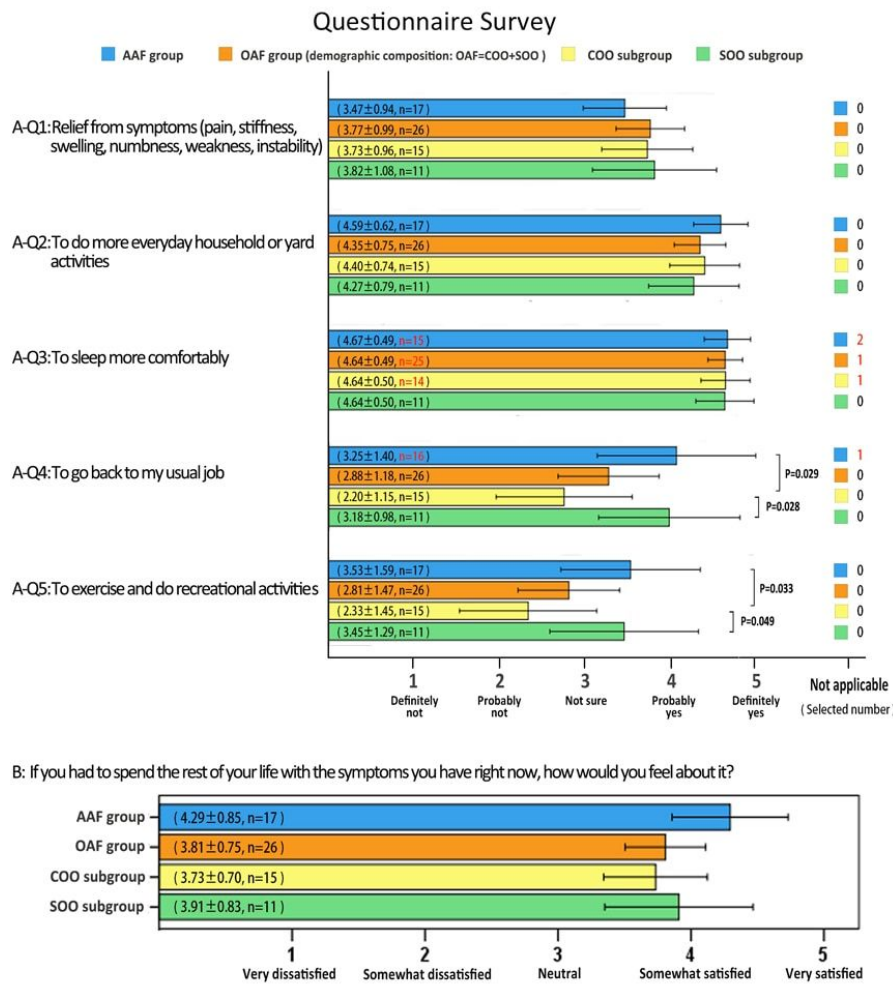 Questionnaire Survey
AAF group OAF group (demographic composition: OAF=COO+SOO ) COO subgroup SOO subgroup
A-Q1:Relief from symptoms (pain, stiffness,
swelling, numbness, weakness, instability)
( 3.47±0.94, n=17 ) 0
( 3.77±0.99, n=26 ) 0
( 3.73±0.96, n=15 ) 0
( 3.82±1.08, n=11 ) 0
A-Q2:To do more everyday household or yard
activities
( 4.59±0.62, n=17 ) 0
( 4.35±0.75, n=26 ) 0
( 4.40±0.74, n=15 ) 0
( 4.27±0.79, n=11 ) 0
A-Q3:To sleep more comfortably
( 4.67±0.49, n=15 ) 2
( 4.64±0.49, n=25 ) 1
( 4.64±0.50, n=14 ) 1
( 4.64±0.50, n=11 ) 0
A-Q4:To go back to my usual job
( 3.25±1.40, n=16 ) 1
( 2.88±1.18, n=26 ) 0
( 2.20±1.15, n=15 ) 0
( 3.18±0.98, n=11 ) 0
P=0.029
P=0.028
A-Q5:To exercise and do recreational activities
( 3.53±1.59, n=17 ) 0
( 2.81±1.47, n=26 ) 0
( 2.33±1.45, n=15 ) 0
( 3.45±1.29, n=11 ) 0
P=0.033
P=0.049
1 2 3 4 5 Not applicable
Definitely not Probably not Not sure Probably yes Definitely yes ( Selected number )
B: If you had to spend the rest of your life with the symptoms you have right now, how would you feel about it?
AAF group ( 4.29±0.85, n=17 )
OAF group ( 3.81±0.75, n=26 )
COO subgroup ( 3.73±0.70, n=15 )
SOO subgroup ( 3.91±0.83, n=11 )
1 2 3 4 5
Very dissatisfied Somewhat dissatisfied Neutral Somewhat satisfied Very satisfied